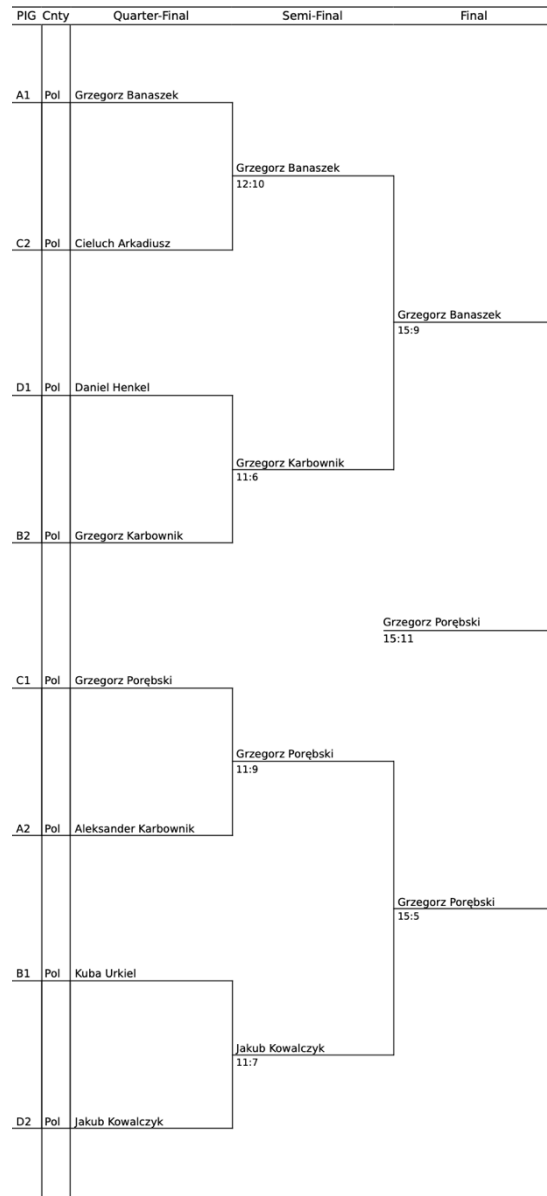 PIG Cnty Quarter-Final Semi-Final Final
A1 Pol Grzegorz Banaszek
Grzegorz Banaszek
12:10
C2 Pol Cieluch Arkadiusz
Grzegorz Banaszek
15:9
D1 Pol Daniel Henkel
Grzegorz Karbownik
11:6
B2 Pol Grzegorz Karbownik
Grzegorz Porębski
15:11
C1 Pol Grzegorz Porębski
Grzegorz Porębski
11:9
A2 Pol Aleksander Karbownik
Grzegorz Porębski
15:5
B1 Pol Kuba Urkiel
Jakub Kowalczyk
11:7
D2 Pol Jakub Kowalczyk